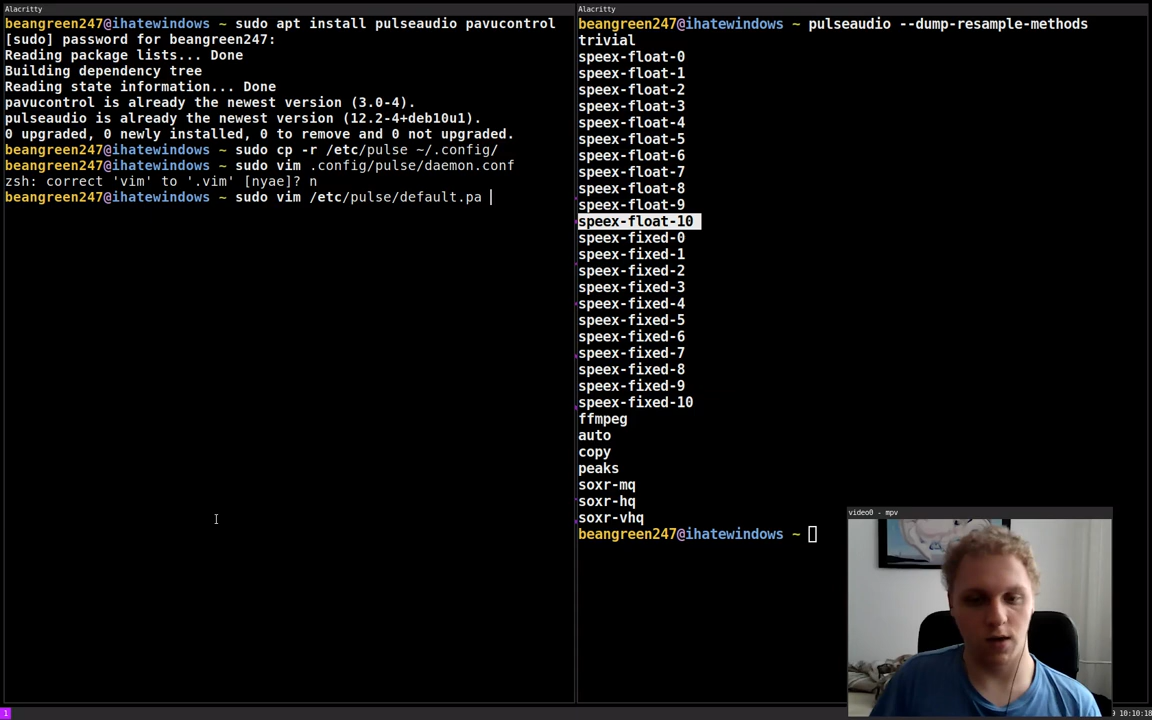 Alacritty
beangreen247@ihatewindows ~ sudo apt install pulseaudio pavucontrol
[sudo] password for beangreen247:
Reading package lists... Done
Building dependency tree
Reading state information... Done
pavucontrol is already the newest version (3.0-4).
pulseaudio is already the newest version (12.2-4+deb10u1).
0 upgraded, 0 newly installed, 0 to remove and 0 not upgraded.
beangreen247@ihatewindows ~ sudo cp -r /etc/pulse ~/.config/
beangreen247@ihatewindows ~ sudo vim .config/pulse/daemon.conf
zsh: correct 'vim' to '.vim' [nyae]? n
beangreen247@ihatewindows ~ sudo vim /etc/pulse/default.pa
Alacritty
beangreen247@ihatewindows ~ pulseaudio --dump-resample-methods
trivial
speex-float-0
speex-float-1
speex-float-2
speex-float-3
speex-float-4
speex-float-5
speex-float-6
speex-float-7
speex-float-8
speex-float-9
speex-float-10
speex-fixed-0
speex-fixed-1
speex-fixed-2
speex-fixed-3
speex-fixed-4
speex-fixed-5
speex-fixed-6
speex-fixed-7
speex-fixed-8
speex-fixed-9
speex-fixed-10
ffmpeg
auto
copy
peaks
soxr-mq
soxr-hq
soxr-vhq
beangreen247@ihatewindows ~
video0 - mpv
1
10:10:18